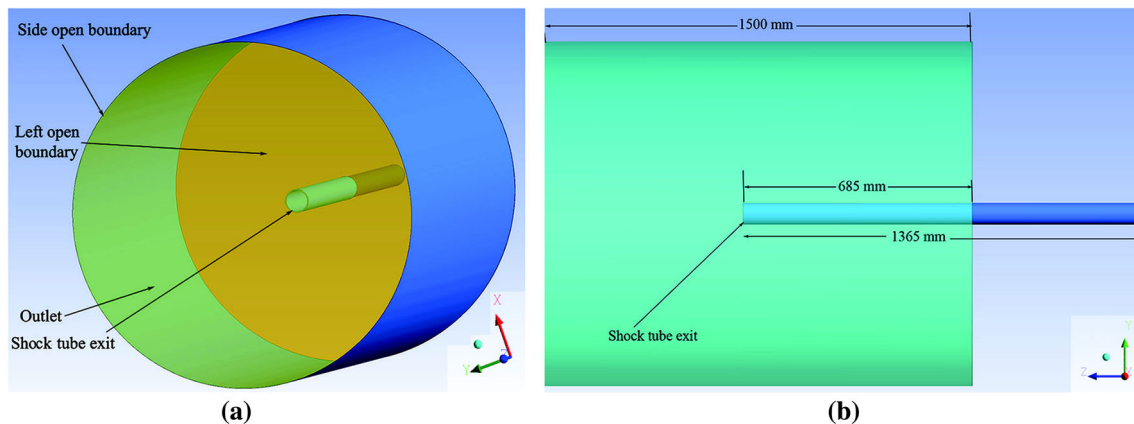 Side open boundary
Left open
boundary
Outlet
Shock tube exit
X
Y
Z
(a)
1500 mm
685 mm
1365 mm
Shock tube exit
Y
Z
X
(b)